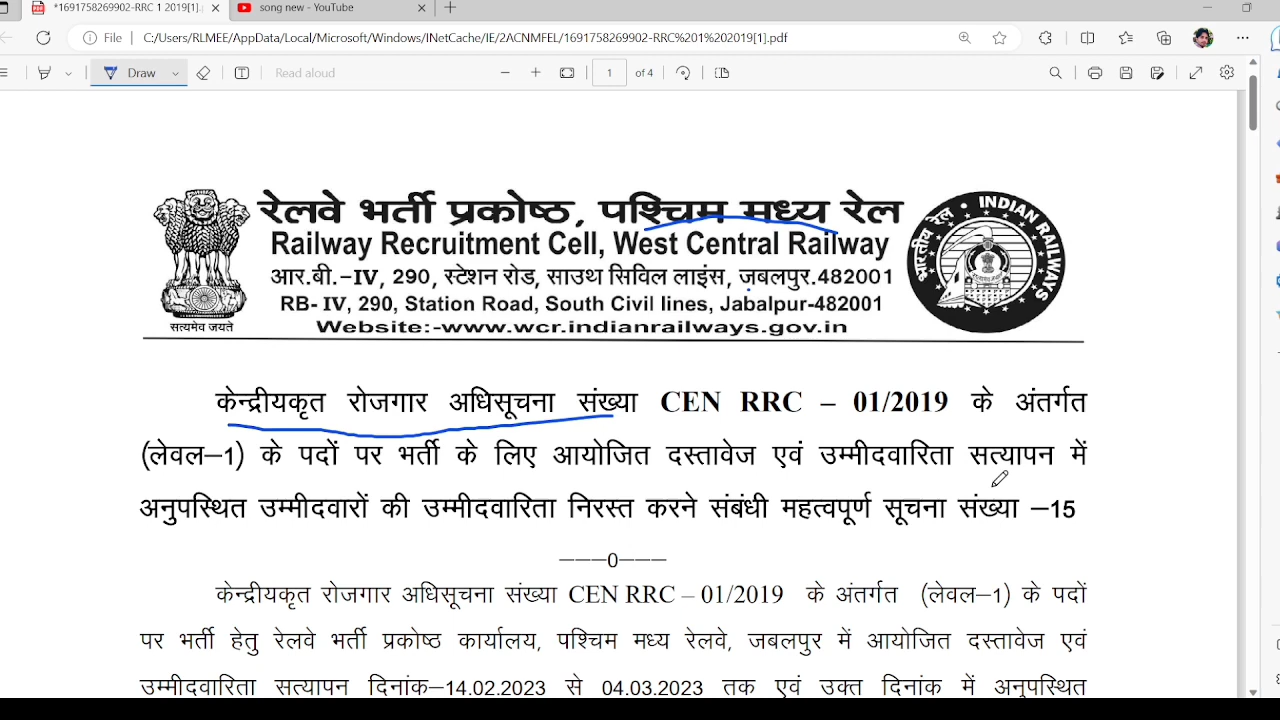 *1691758269902-RRC 1 2019[1].p
song new - YouTube
File
C:/Users/RLMEE/AppData/Local/Microsoft/Windows/INetCache/IE/2ACNMFEL/1691758269902-RRC%201%202019[1].pdf
Draw
Read aloud
1 of 4
रेलवे भर्ती प्रकोष्ठ, पश्चिम मध्य रेल
Railway Recruitment Cell, West Central Railway
आर.बी.–IV, 290, स्टेशन रोड, साउथ सिविल लाइंस, जबलपुर.482001
RB- IV, 290, Station Road, South Civil lines, Jabalpur-482001
Website:-www.wcr.indianrailways.gov.in
सत्यमेव जयते
भारतीय रेल • INDIAN RAILWAYS
केन्द्रीयकृत रोजगार अधिसूचना संख्या CEN RRC – 01/2019 के अंतर्गत
(लेवल–1) के पदों पर भर्ती के लिए आयोजित दस्तावेज एवं उम्मीदवारिता सत्यापन में
अनुपस्थित उम्मीदवारों की उम्मीदवारिता निरस्त करने संबंधी महत्वपूर्ण सूचना संख्या –15
–––0–––
केन्द्रीयकृत रोजगार अधिसूचना संख्या CEN RRC – 01/2019 के अंतर्गत (लेवल–1) के पदों
पर भर्ती हेतु रेलवे भर्ती प्रकोष्ठ कार्यालय, पश्चिम मध्य रेलवे, जबलपुर में आयोजित दस्तावेज एवं
उम्मीदवारिता सत्यापन दिनांक–14.02.2023 से 04.03.2023 तक एवं उक्त दिनांक में अनुपस्थित